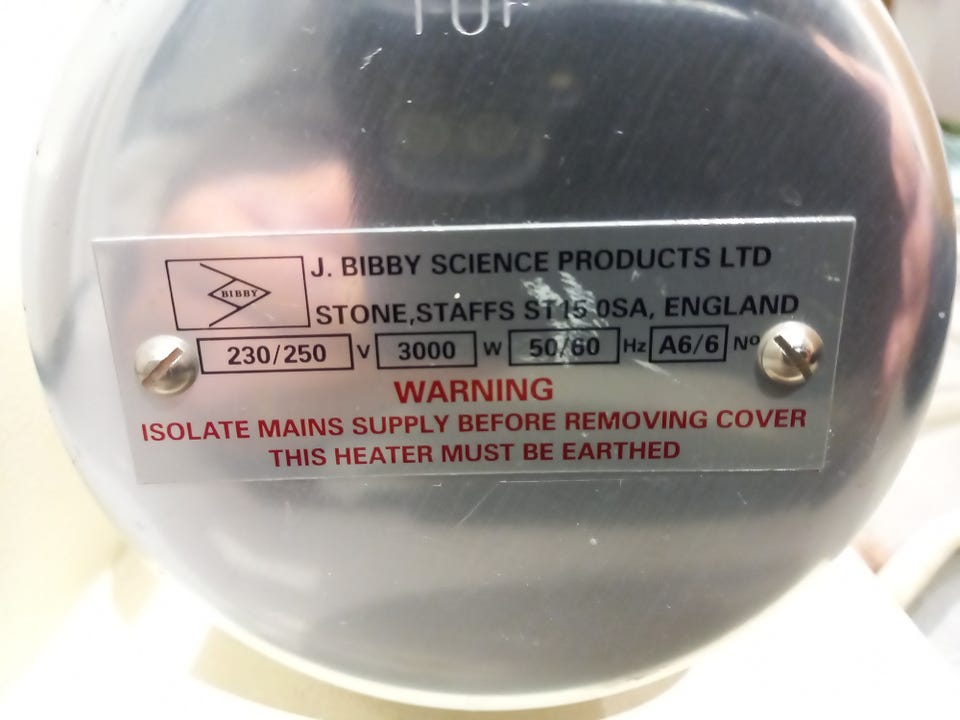 TOP
BIBBY
J. BIBBY SCIENCE PRODUCTS LTD
STONE,STAFFS ST15 0SA, ENGLAND
230/250 V 3000 W 50/60 Hz A6/6 Nº
WARNING
ISOLATE MAINS SUPPLY BEFORE REMOVING COVER
THIS HEATER MUST BE EARTHED